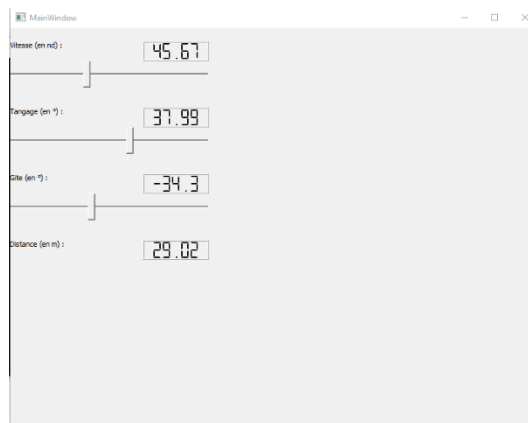 MainWindow
Vitesse (en nd) :
45.67
Tangage (en °) :
37.99
Gite (en °) :
-34.3
Distance (en m) :
29.02